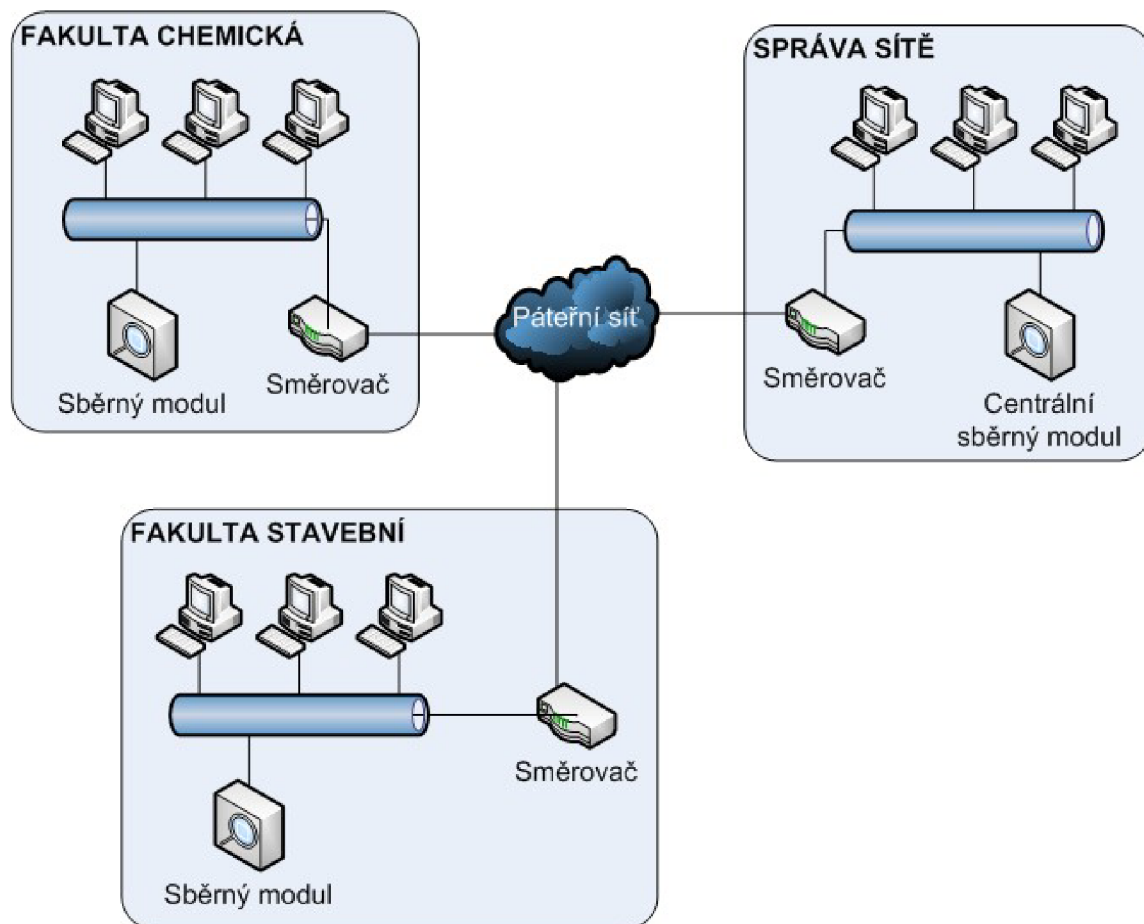 FAKULTA CHEMICKÁ
Sběrný modul
Směrovač
SPRÁVA SÍTĚ
Směrovač
Centrální
sběrný modul
Páteřní síť
FAKULTA STAVEBNÍ
Směrovač
Sběrný modul